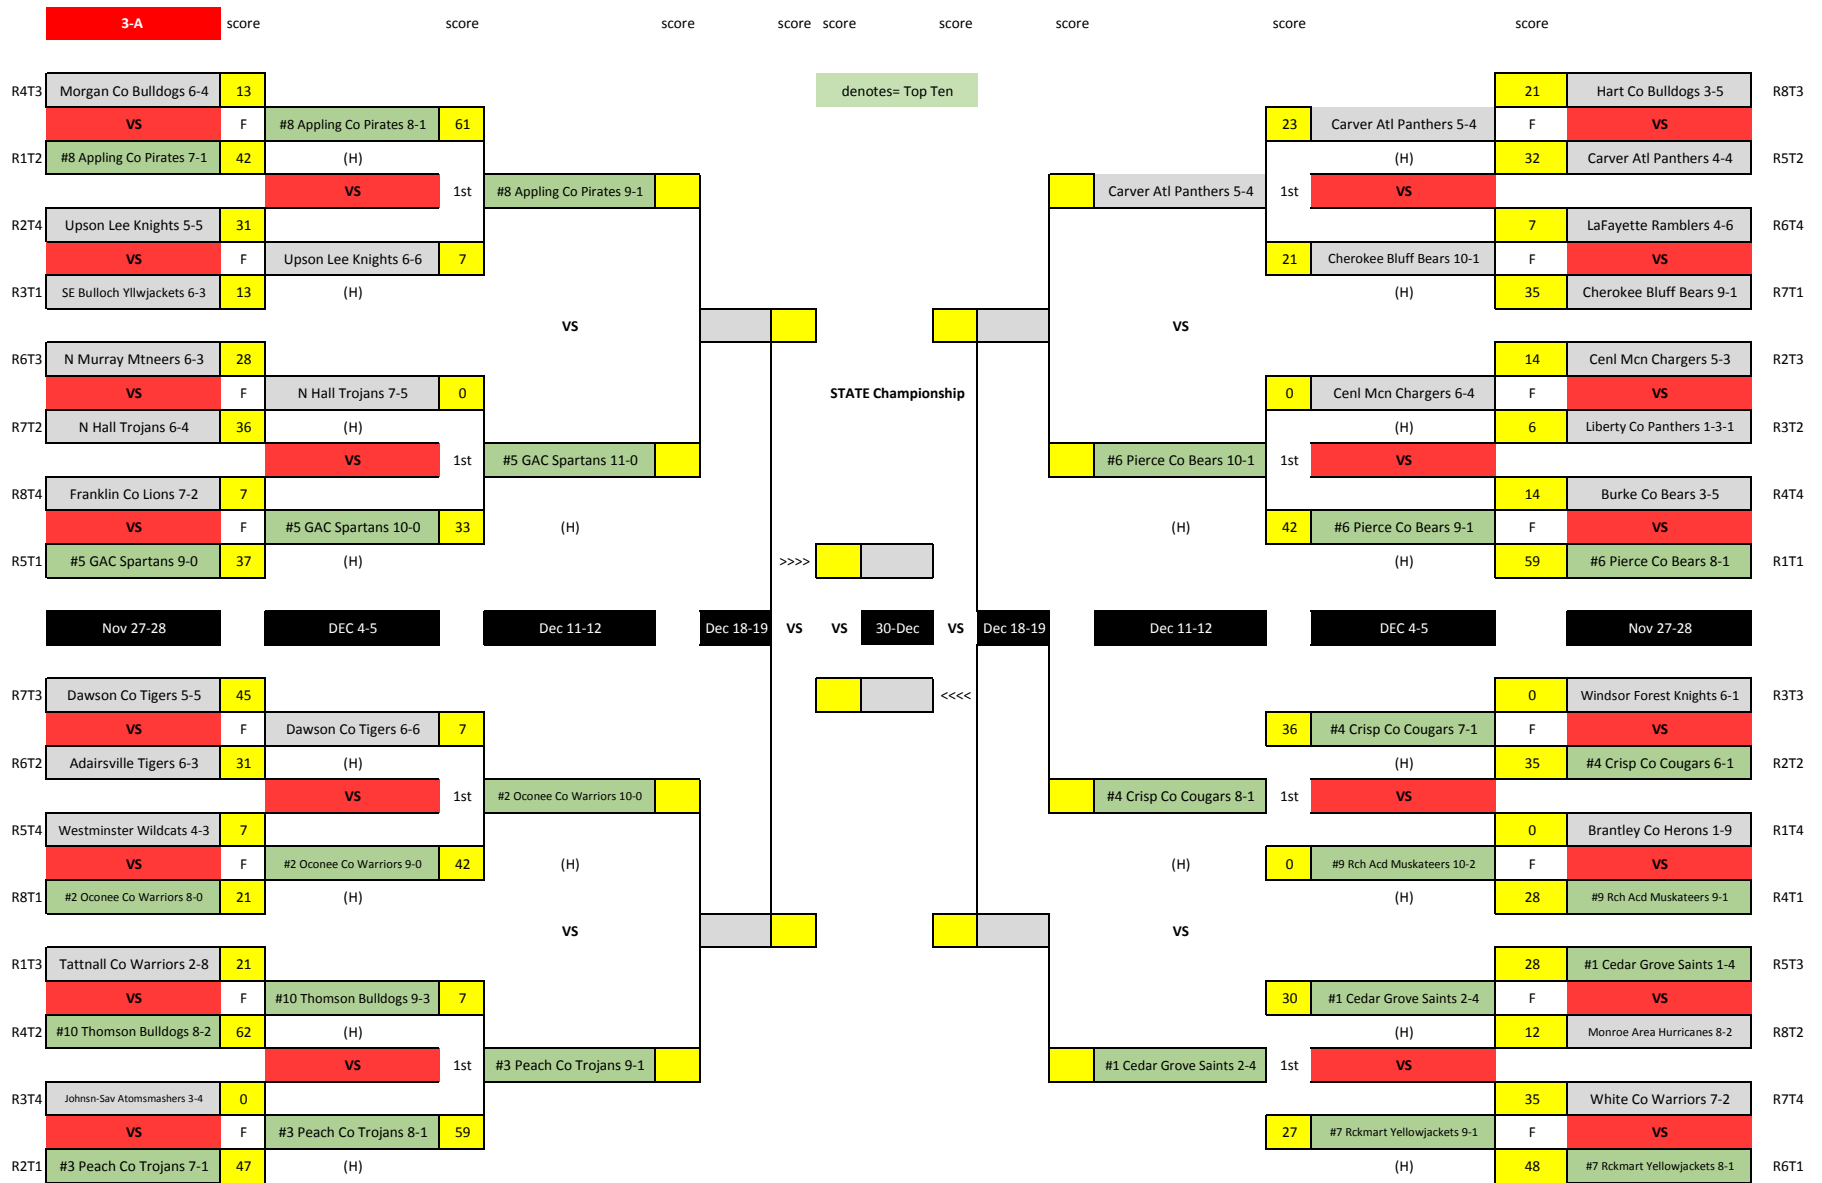 3-A score score score score score score score score score
R4T3 Morgan Co Bulldogs 6-4 13 denotes= Top Ten 21 Hart Co Bulldogs 3-5 R8T3
VS F #8 Appling Co Pirates 8-1 61 23 Carver Atl Panthers 5-4 F VS
R1T2 #8 Appling Co Pirates 7-1 42 (H) (H) 32 Carver Atl Panthers 4-4 R5T2
VS 1st #8 Appling Co Pirates 9-1 Carver Atl Panthers 5-4 1st VS
R2T4 Upson Lee Knights 5-5 31 7 LaFayette Ramblers 4-6 R6T4
VS F Upson Lee Knights 6-6 7 21 Cherokee Bluff Bears 10-1 F VS
R3T1 SE Bulloch Yllwjackets 6-3 13 (H) (H) 35 Cherokee Bluff Bears 9-1 R7T1
VS VS
R6T3 N Murray Mtneers 6-3 28 14 Cenl Mcn Chargers 5-3 R2T3
VS F N Hall Trojans 7-5 0 STATE Championship 0 Cenl Mcn Chargers 6-4 F VS
R7T2 N Hall Trojans 6-4 36 (H) (H) 6 Liberty Co Panthers 1-3-1 R3T2
VS 1st #5 GAC Spartans 11-0 #6 Pierce Co Bears 10-1 1st VS
R8T4 Franklin Co Lions 7-2 7 14 Burke Co Bears 3-5 R4T4
VS F #5 GAC Spartans 10-0 33 (H) (H) 42 #6 Pierce Co Bears 9-1 F VS
R5T1 #5 GAC Spartans 9-0 37 (H) >>>> (H) 59 #6 Pierce Co Bears 8-1 R1T1
Nov 27-28 DEC 4-5 Dec 11-12 Dec 18-19 VS VS 30-Dec VS Dec 18-19 Dec 11-12 DEC 4-5 Nov 27-28
R7T3 Dawson Co Tigers 5-5 45 <<<< 0 Windsor Forest Knights 6-1 R3T3
VS F Dawson Co Tigers 6-6 7 36 #4 Crisp Co Cougars 7-1 F VS
R6T2 Adairsville Tigers 6-3 31 (H) (H) 35 #4 Crisp Co Cougars 6-1 R2T2
VS 1st #2 Oconee Co Warriors 10-0 #4 Crisp Co Cougars 8-1 1st VS
R5T4 Westminster Wildcats 4-3 7 0 Brantley Co Herons 1-9 R1T4
VS F #2 Oconee Co Warriors 9-0 42 (H) (H) 0 #9 Rch Acd Muskateers 10-2 F VS
R8T1 #2 Oconee Co Warriors 8-0 21 (H) (H) 28 #9 Rch Acd Muskateers 9-1 R4T1
VS VS
R1T3 Tattnall Co Warriors 2-8 21 28 #1 Cedar Grove Saints 1-4 R5T3
VS F #10 Thomson Bulldogs 9-3 7 30 #1 Cedar Grove Saints 2-4 F VS
R4T2 #10 Thomson Bulldogs 8-2 62 (H) (H) 12 Monroe Area Hurricanes 8-2 R8T2
VS 1st #3 Peach Co Trojans 9-1 #1 Cedar Grove Saints 2-4 1st VS
R3T4 Johnsn-Sav Atomsmashers 3-4 0 35 White Co Warriors 7-2 R7T4
VS F #3 Peach Co Trojans 8-1 59 27 #7 Rckmart Yellowjackets 9-1 F VS
R2T1 #3 Peach Co Trojans 7-1 47 (H) (H) 48 #7 Rckmart Yellowjackets 8-1 R6T1